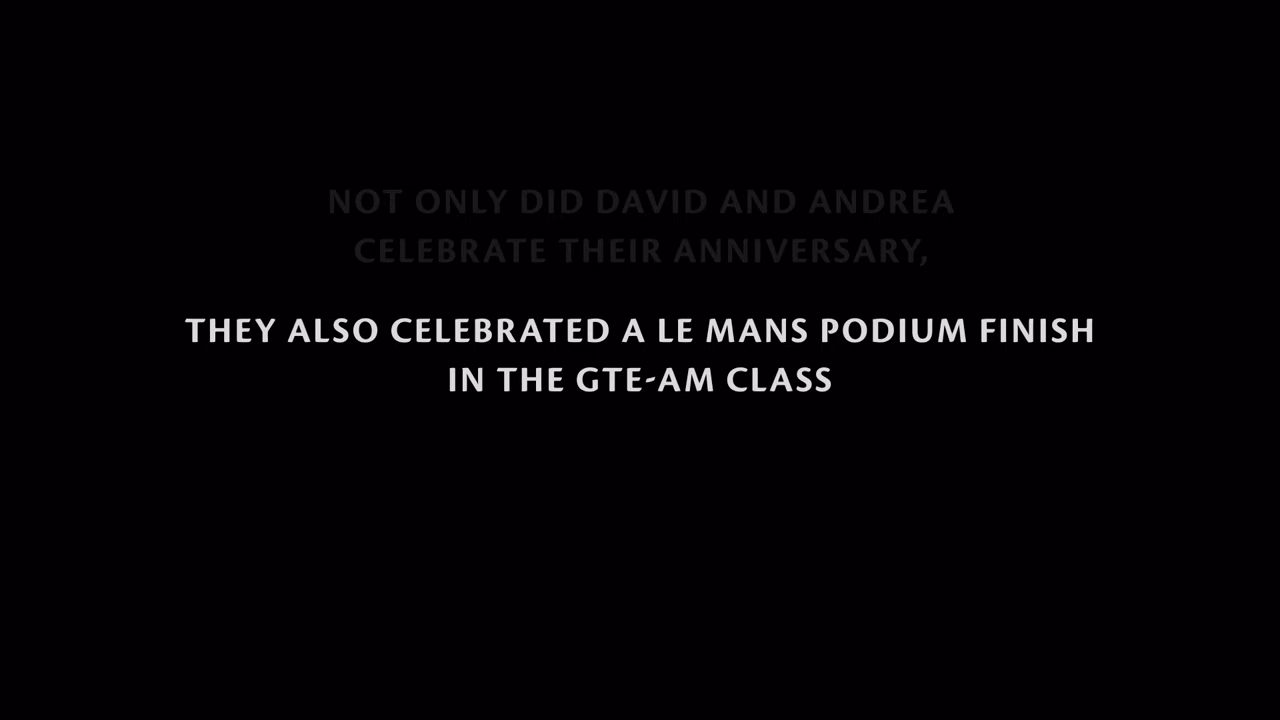 NOT ONLY DID DAVID AND ANDREA
CELEBRATE THEIR ANNIVERSARY,
THEY ALSO CELEBRATED A LE MANS PODIUM FINISH
IN THE GTE-AM CLASS